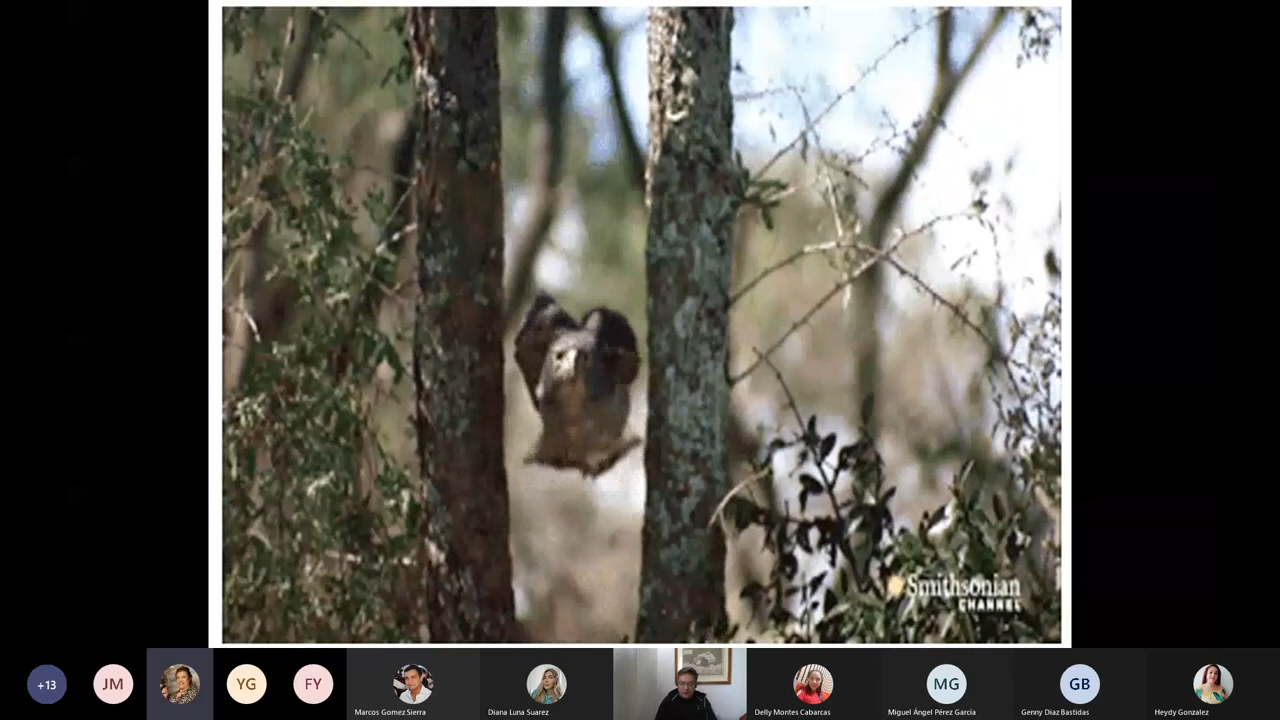 Smithsonian
CHANNEL
+13
JM
YG
FY
Marcos Gomez Sierra
Diana Luna Suarez
Delly Montes Cabarcas
MG
Miguel Ángel Pérez García
GB
Genny Diaz Bastidas
Heydy Gonzalez